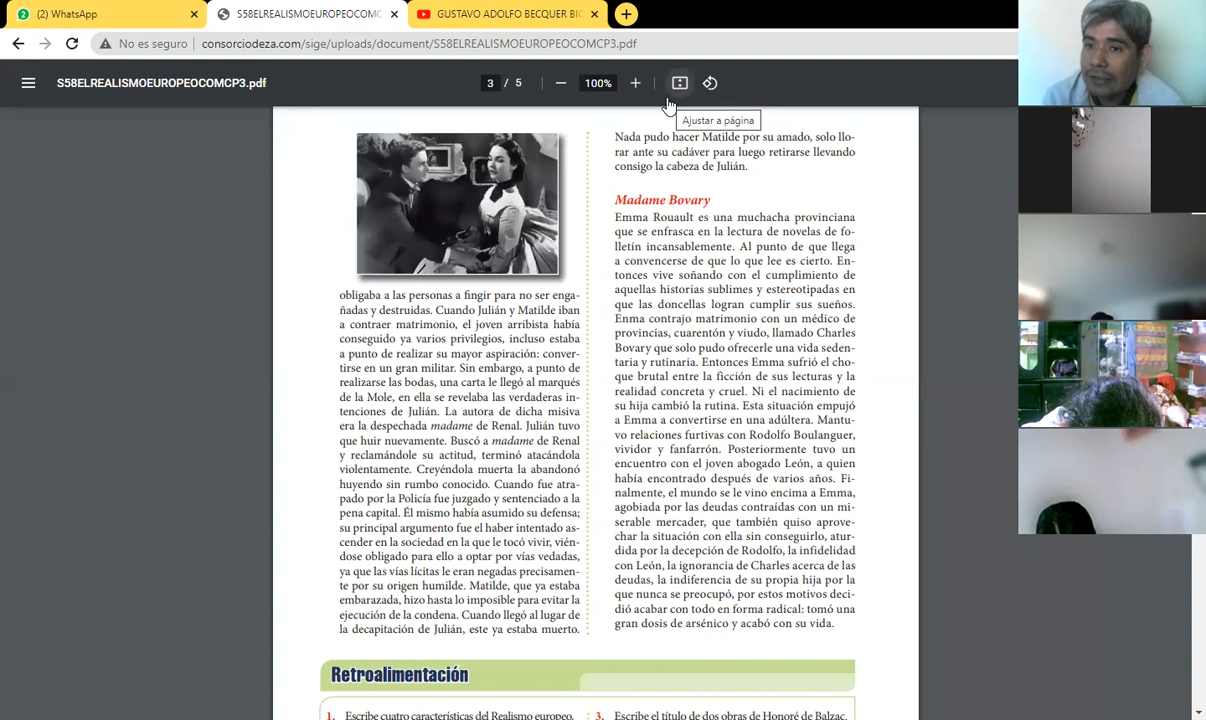 2
(2) WhatsApp
S58ELREALISMOEUROPEOCOMC
GUSTAVO ADOLFO BECQUER BIO
No es seguro
consorciodeza.com/sige/uploads/document/S58ELREALISMOEUROPEOCOMCP3.pdf
S58ELREALISMOEUROPEOCOMCP3.pdf
3 / 5
100%
Ajustar a página
obligaba a las personas a fingir para no ser enga-
ñadas y destruidas. Cuando Julián y Matilde iban
a contraer matrimonio, el joven arribista había
conseguido ya varios privilegios, incluso estaba
a punto de realizar su mayor aspiración: conver-
tirse en un gran militar. Sin embargo, a punto de
realizarse las bodas, una carta le llegó al marqués
de la Mole, en ella se revelaba las verdaderas in-
tenciones de Julián. La autora de dicha misiva
era la despechada madame de Renal. Julián tuvo
que huir nuevamente. Buscó a madame de Renal
y reclamándole su actitud, terminó atacándola
violentamente. Creyéndola muerta la abandonó
huyendo sin rumbo conocido. Cuando fue atra-
pado por la Policía fue juzgado y sentenciado a la
pena capital. Él mismo había asumido su defensa;
su principal argumento fue el haber intentado as-
cender en la sociedad en la que le tocó vivir, vién-
dose obligado para ello a optar por vías vedadas,
ya que las vías lícitas le eran negadas precisamen-
te por su origen humilde. Matilde, que ya estaba
embarazada, hizo hasta lo imposible para evitar la
ejecución de la condena. Cuando llegó al lugar de
la decapitación de Julián, este ya estaba muerto.
Nada pudo hacer Matilde por su amado, solo llo-
rar ante su cadáver para luego retirarse llevando
consigo la cabeza de Julián.
Madame Bovary
Emma Rouault es una muchacha provinciana
que se enfrasca en la lectura de novelas de fo-
lletín incansablemente. Al punto de que llega
a convencerse de que lo que lee es cierto. En-
tonces vive soñando con el cumplimiento de
aquellas historias sublimes y estereotipadas en
que las doncellas logran cumplir sus sueños.
Enma contrajo matrimonio con un médico de
provincias, cuarentón y viudo, llamado Charles
Bovary que solo pudo ofrecerle una vida seden-
taria y rutinaria. Entonces Emma sufrió el cho-
que brutal entre la ficción de sus lecturas y la
realidad concreta y cruel. Ni el nacimiento de
su hija cambió la rutina. Esta situación empujó
a Emma a convertirse en una adúltera. Mantu-
vo relaciones furtivas con Rodolfo Boulanguer,
vividor y fanfarrón. Posteriormente tuvo un
encuentro con el joven abogado León, a quien
había encontrado después de varios años. Fi-
nalmente, el mundo se le vino encima a Emma,
agobiada por las deudas contraídas con un mi-
serable mercader, que también quiso aprove-
char la situación con ella sin conseguirlo, atur-
dida por la decepción de Rodolfo, la infidelidad
con León, la ignorancia de Charles acerca de las
deudas, la indiferencia de su propia hija por la
que nunca se preocupó, por estos motivos deci-
dió acabar con todo en forma radical: tomó una
gran dosis de arsénico y acabó con su vida.
Retroalimentación
1. Escribe cuatro características del Realismo europeo.
3. Escribe el título de dos obras de Honoré de Balzac.